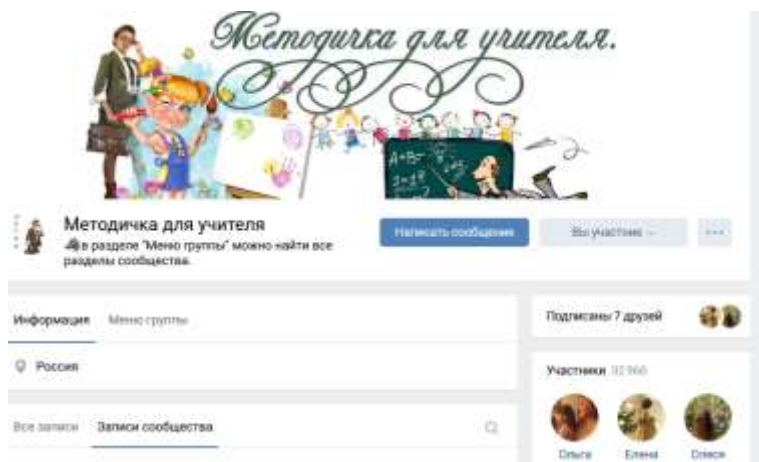 Методичка для учителя.
A+B=
Методичка для учителя
в разделе "Меню группы" можно найти все
разделы сообщества.
Написать сообщение
Вы участник
Информация Меню группы
Подписаны 7 друзей
Россия
Участники
Все записи Записи сообщества
Ольга Елена Олеся